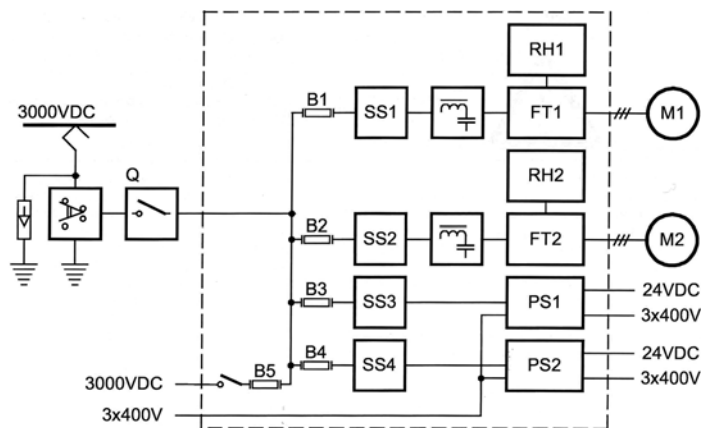 RH1
3000VDC
B1
SS1
FT1
M1
Q
RH2
B2
SS2
FT2
M2
B3
SS3
PS1
24VDC
3x400V
B4
SS4
PS2
24VDC
3x400V
B5
3000VDC
3x400V